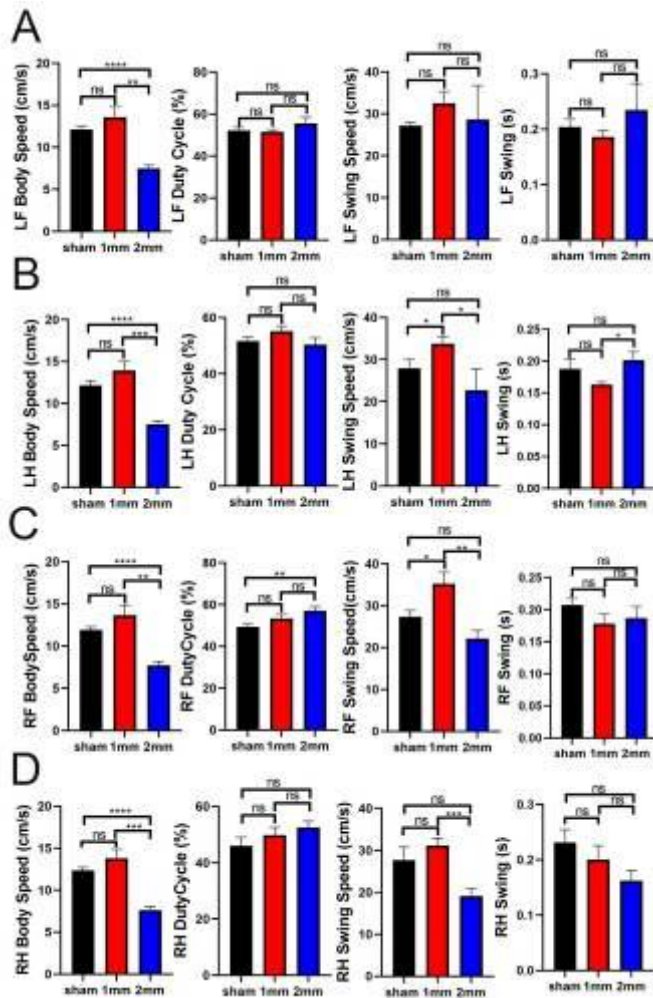 A
LF Body Speed (cm/s)
20
15
10
5
0
ns
**
****
sham 1mm 2mm
LF Duty Cycle (%)
80
60
40
20
0
ns
ns
ns
sham 1mm 2mm
LF Swing Speed (cm/s)
40
30
20
10
0
ns
ns
ns
sham 1mm 2mm
LF Swing (s)
0.3
0.2
0.1
0.0
ns
ns
ns
sham 1mm 2mm
B
LH Body Speed (cm/s)
20
15
10
5
0
****
ns
***
sham 1mm 2mm
LH Duty Cycle (%)
60
40
20
0
ns
ns
ns
sham 1mm 2mm
LH Swing Speed (cm/s)
40
30
20
10
0
ns
*
*
sham 1mm 2mm
LH Swing (s)
0.25
0.20
0.15
0.10
0.05
0.00
ns
ns
*
sham 1mm 2mm
C
RF BodySpeed (cm/s)
20
15
10
5
0
****
ns
**
sham 1mm 2mm
RF DutyCycle (%)
80
60
40
20
0
**
ns
ns
sham 1mm 2mm
RF Swing Speed(cm/s)
40
30
20
10
0
ns
*
**
sham 1mm 2mm
RF Swing (s)
0.25
0.20
0.15
0.10
0.05
0.00
ns
ns
ns
sham 1mm 2mm
D
RH Body Speed (cm/s)
20
15
10
5
0
****
ns
***
sham 1mm 2mm
RH DutyCycle (%)
60
40
20
0
ns
ns
ns
sham 1mm 2mm
RH Swing Speed (cm/s)
40
30
20
10
0
ns
ns
***
sham 1mm 2mm
RH Swing (s)
0.3
0.2
0.1
0.0
ns
ns
ns
sham 1mm 2mm